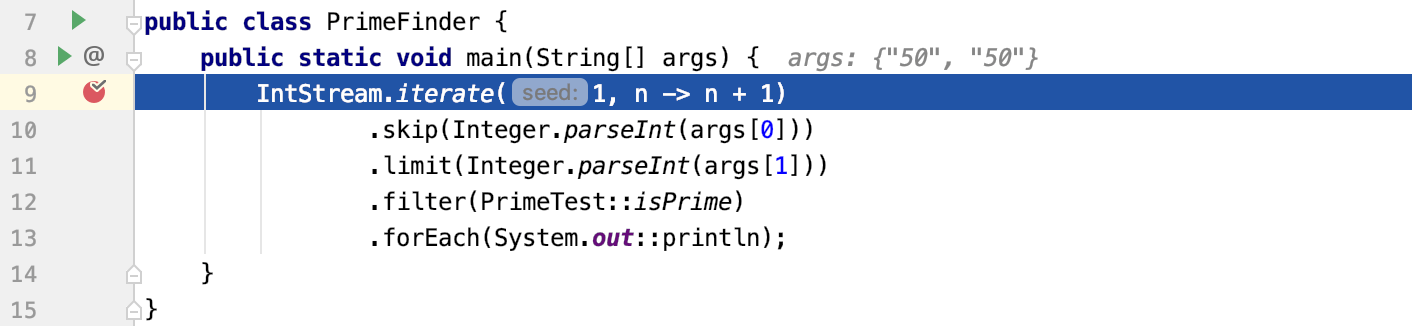 7 public class PrimeFinder {
8 @ public static void main(String[] args) { args: {"50", "50"}
9 IntStream.iterate( seed: 1, n -> n + 1)
10 .skip(Integer.parseInt(args[0]))
11 .limit(Integer.parseInt(args[1]))
12 .filter(PrimeTest::isPrime)
13 .forEach(System.out::println);
14 }
15 }